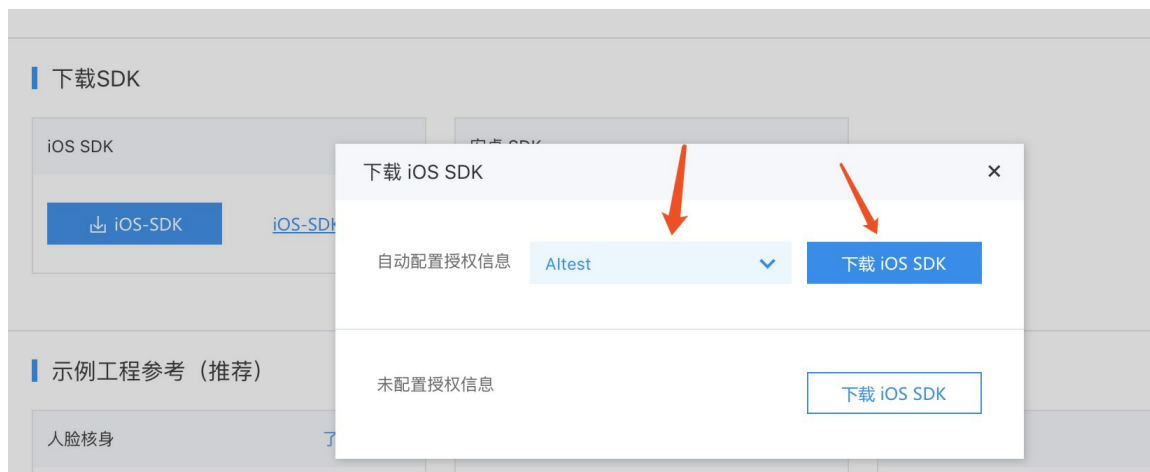 下载SDK
iOS SDK
下载 iOS SDK
iOS-SDK
iOS-SDK
自动配置授权信息
AItest
下载 iOS SDK
示例工程参考（推荐）
未配置授权信息
下载 iOS SDK
人脸核身